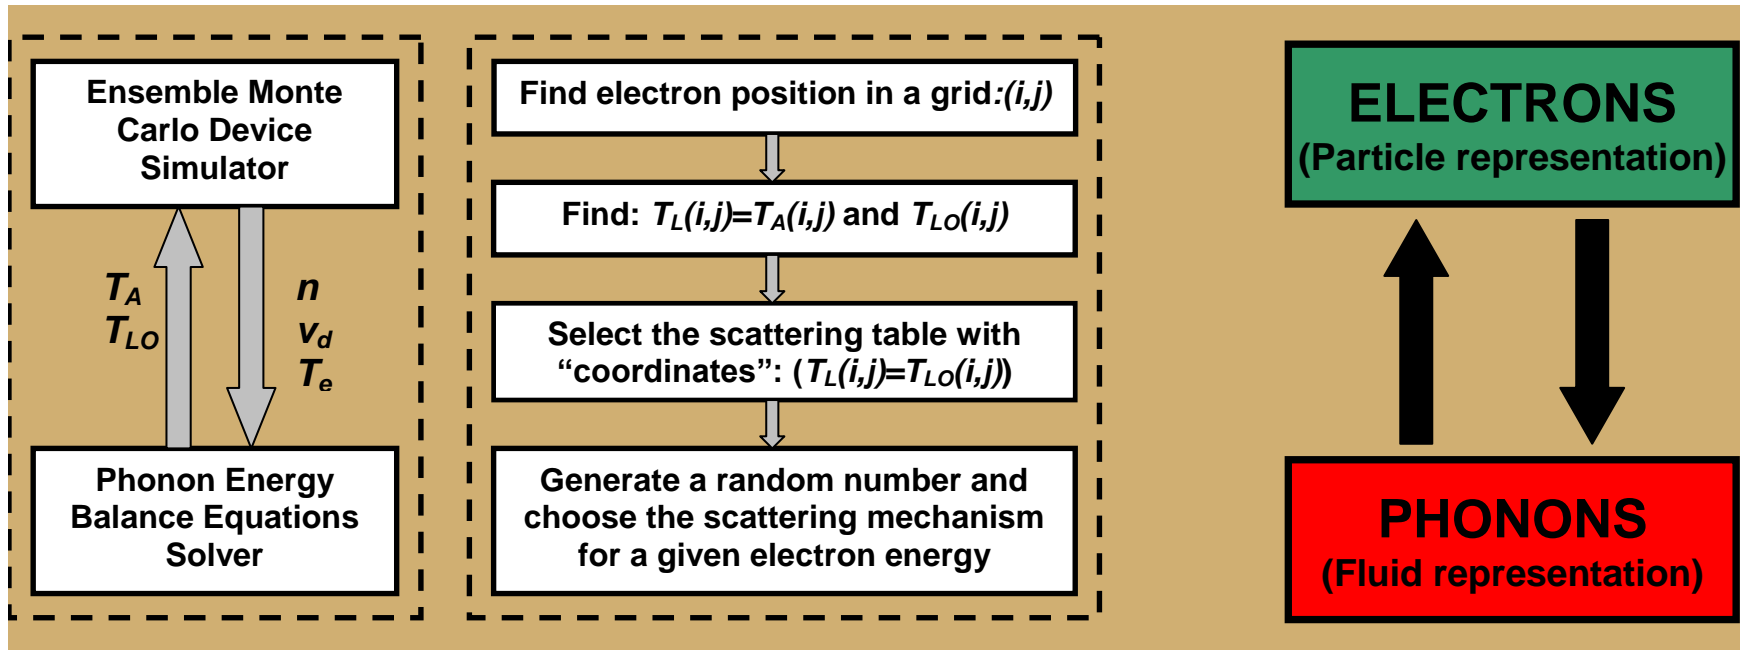 Ensemble Monte
Carlo Device
Simulator
T_A
T_LO
n
v_d
T_e
Phonon Energy
Balance Equations
Solver
Find electron position in a grid:(i,j)
Find: T_L(i,j)=T_A(i,j) and T_LO(i,j)
Select the scattering table with
“coordinates”: (T_L(i,j)=T_LO(i,j))
Generate a random number and
choose the scattering mechanism
for a given electron energy
ELECTRONS
(Particle representation)
PHONONS
(Fluid representation)